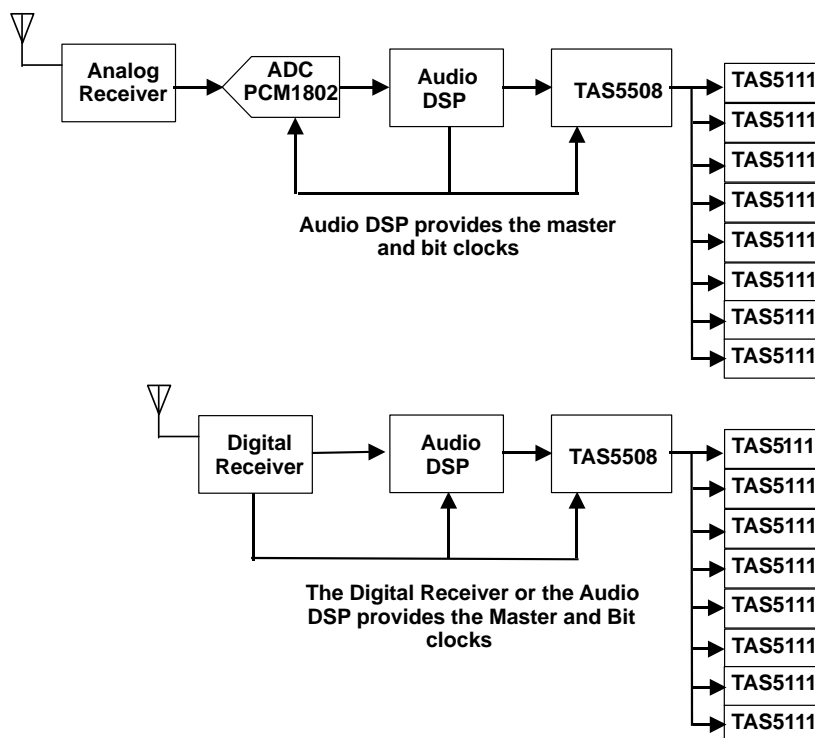 Analog
Receiver
ADC
PCM1802
Audio
DSP
TAS5508
TAS5111
TAS5111
TAS5111
TAS5111
TAS5111
TAS5111
TAS5111
TAS5111
Audio DSP provides the master
and bit clocks
Digital
Receiver
Audio
DSP
TAS5508
TAS5111
TAS5111
TAS5111
TAS5111
TAS5111
TAS5111
TAS5111
TAS5111
The Digital Receiver or the Audio
DSP provides the Master and Bit
clocks